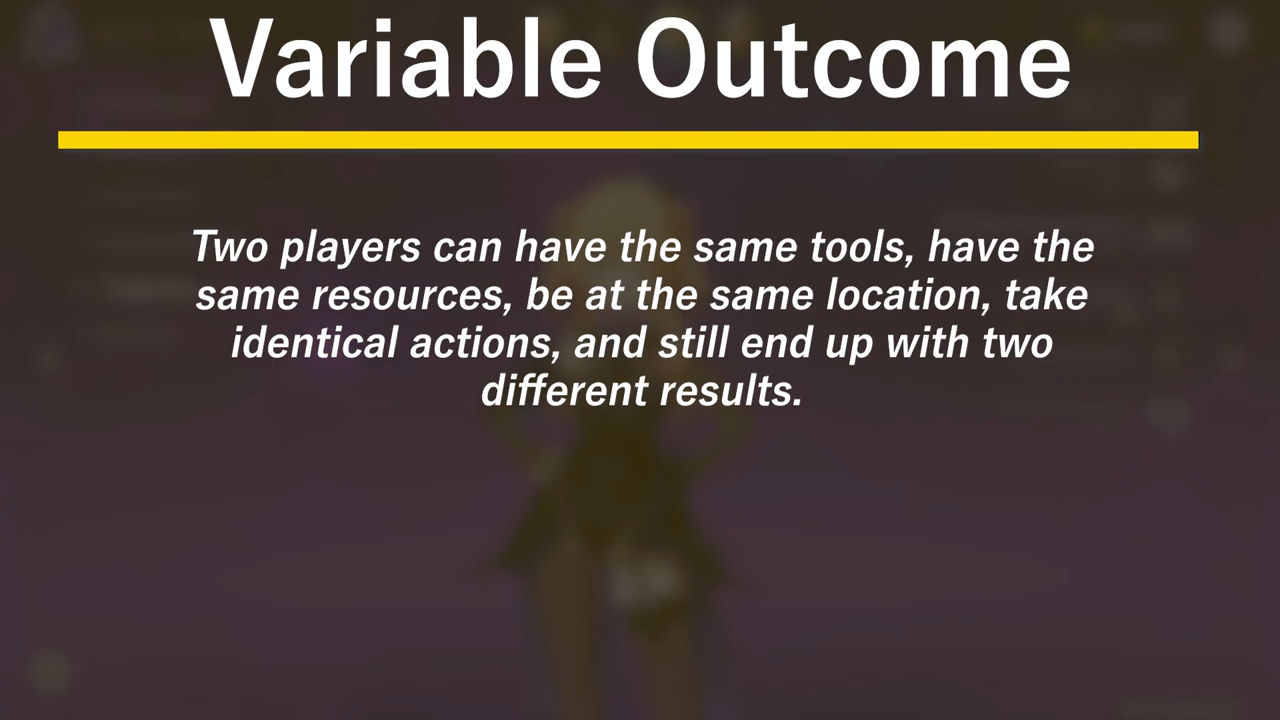 Variable Outcome
Two players can have the same tools, have the
same resources, be at the same location, take
identical actions, and still end up with two
different results.